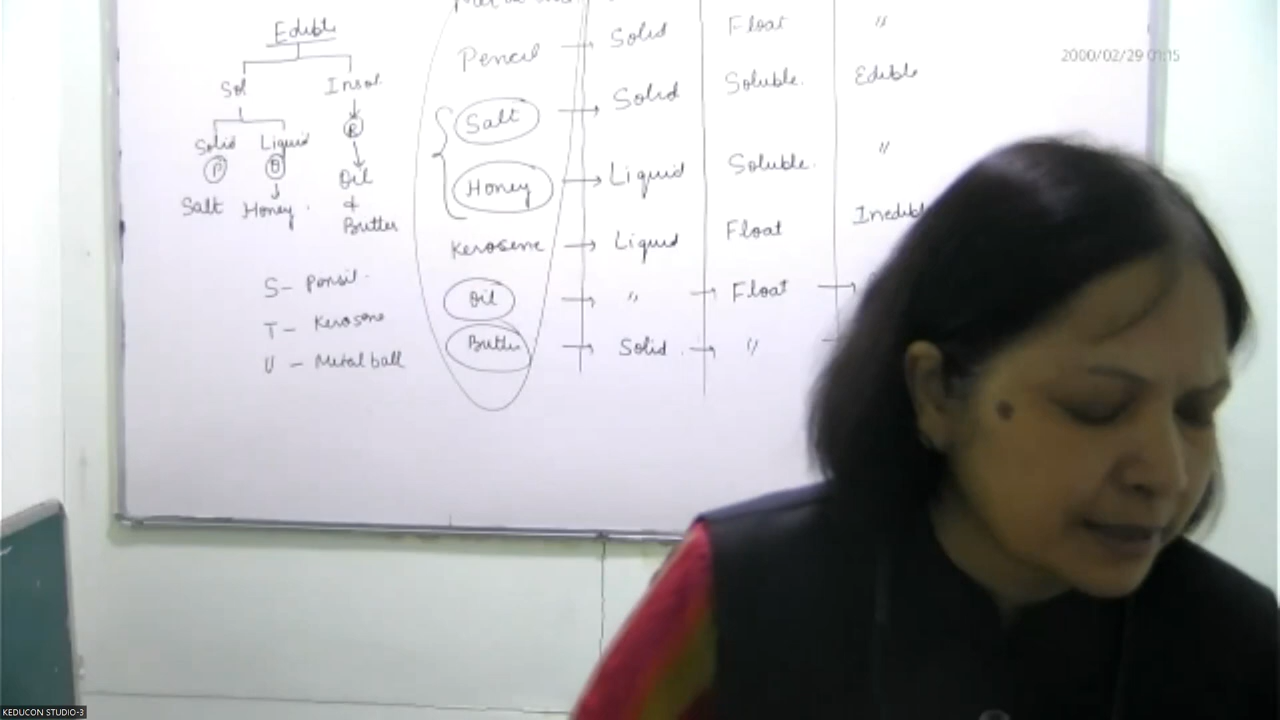 Edible
Sol Insol.
Solid Liquid R
P Q
Salt Honey. Oil
+
Butter
S- Pensil.
T- Kerosene
U - Metal ball
Pencil → Solid Float "
Salt → Solid Soluble. Edible
Honey → Liquid Soluble. "
Kerosene → Liquid Float
Oil → " → Float →
Butter → Solid → "
2000/02/29 01:15
KEDUCON STUDIO-3